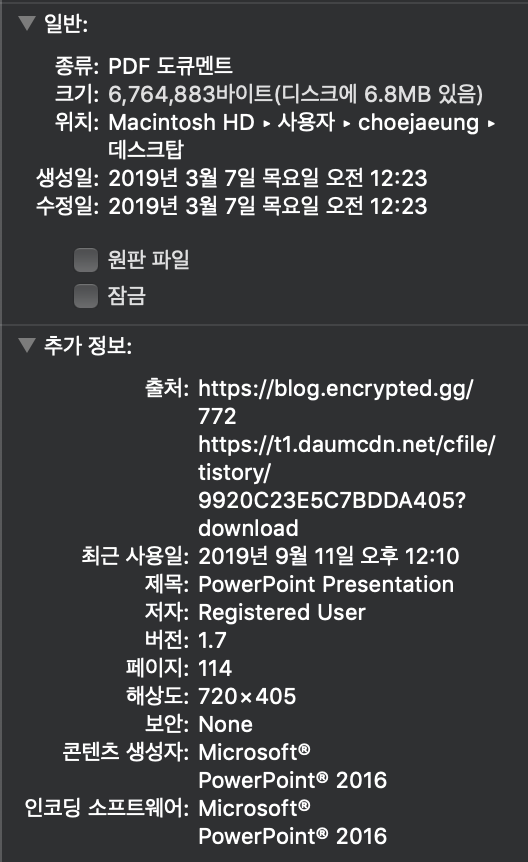 일반:
종류: PDF 도큐멘트
크기: 6,764,883바이트(디스크에 6.8MB 있음)
위치: Macintosh HD ▸ 사용자 ▸ choejaeung ▸
데스크탑
생성일: 2019년 3월 7일 목요일 오전 12:23
수정일: 2019년 3월 7일 목요일 오전 12:23
원판 파일
잠금
추가 정보:
출처: https://blog.encrypted.gg/
772
https://t1.daumcdn.net/cfile/
tistory/
9920C23E5C7BDDA405?
download
최근 사용일: 2019년 9월 11일 오후 12:10
제목: PowerPoint Presentation
저자: Registered User
버전: 1.7
페이지: 114
해상도: 720×405
보안: None
콘텐츠 생성자: Microsoft®
PowerPoint® 2016
인코딩 소프트웨어: Microsoft®
PowerPoint® 2016